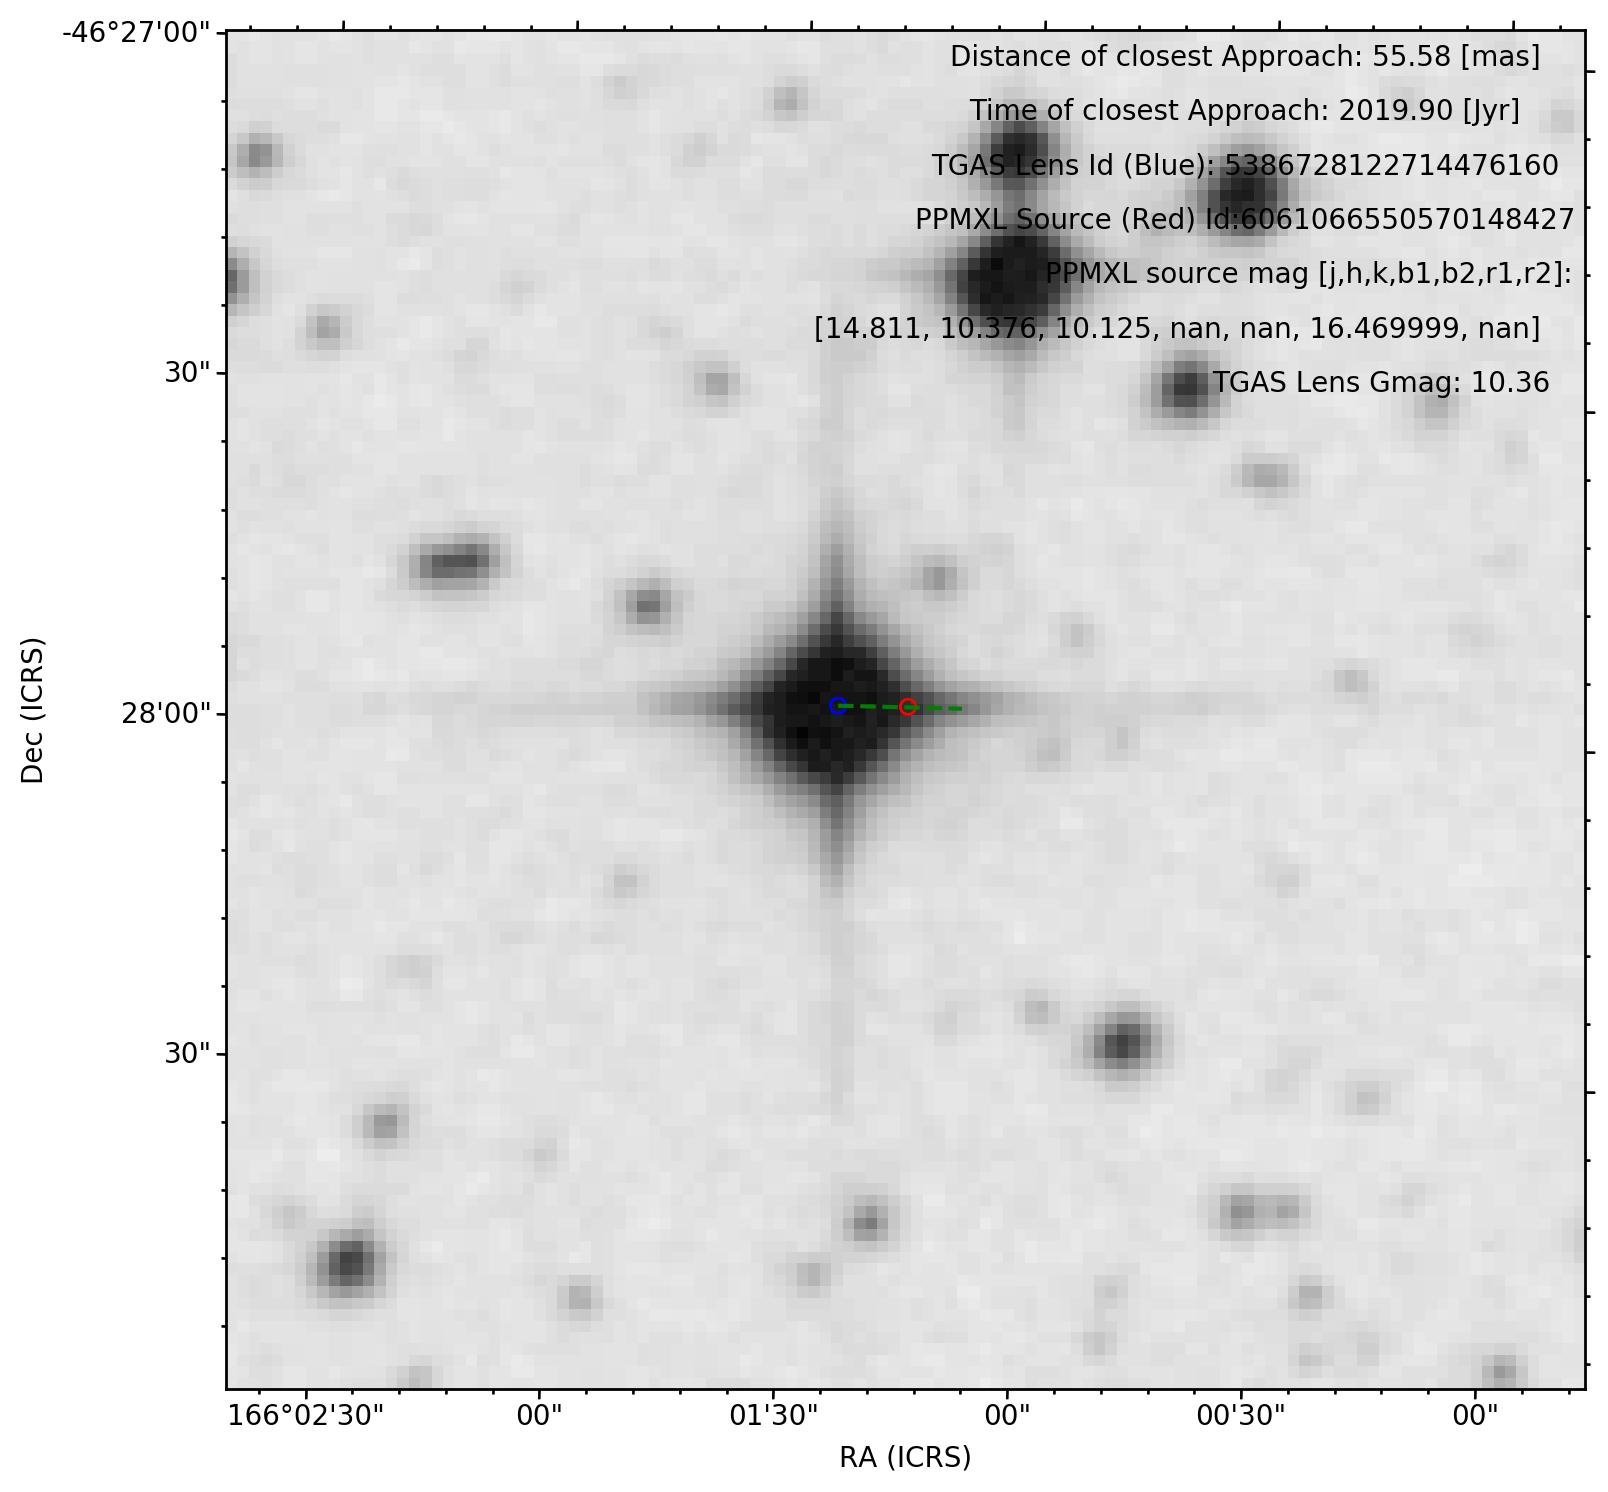 -46°27'00"
Distance of closest Approach: 55.58 [mas]
Time of closest Approach: 2019.90 [Jyr]
TGAS Lens Id (Blue): 5386728122714476160
PPMXL Source (Red) Id:6061066550570148427
PPMXL source mag [j,h,k,b1,b2,r1,r2]:
[14.811, 10.376, 10.125, nan, nan, 16.469999, nan]
30"
TGAS Lens Gmag: 10.36
Dec (ICRS)
28'00"
30"
166°02'30" 00" 01'30" 00" 00'30" 00"
RA (ICRS)